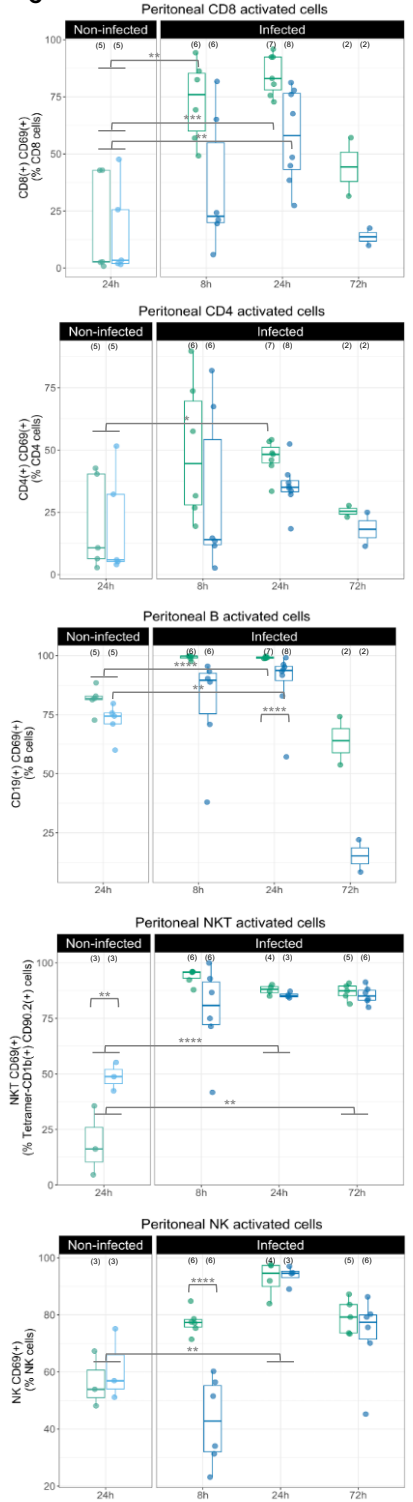 Peritoneal CD8 activated cells
Non-infected
Infected
(5) (5)
(6) (6)
(7) (8)
(2) (2)
**
***
**
CD8(+) CD69(+)
(% CD8 cells)
100
75
50
25
0
24h
8h
24h
72h
Peritoneal CD4 activated cells
Non-infected
Infected
(5) (5)
(6) (6)
(7) (8)
(2) (2)
*
CD4(+) CD69(+)
(% CD4 cells)
75
50
25
0
24h
8h
24h
72h
Peritoneal B activated cells
Non-infected
Infected
(5) (5)
(6) (6)
(7) (8)
(2) (2)
****
**
****
CD19(+) CD69(+)
(% B cells)
100
75
50
25
24h
8h
24h
72h
Peritoneal NKT activated cells
Non-infected
Infected
(3) (3)
(6) (6)
(4) (3)
(5) (6)
**
****
**
NKT CD69(+)
(% Tetramer-CD1b(+) CD90.2(+) cells)
100
75
50
25
0
24h
8h
24h
72h
Peritoneal NK activated cells
Non-infected
Infected
(3) (3)
(6) (6)
(4) (3)
(5) (6)
****
**
NK CD69(+)
(% NK cells)
100
80
60
40
20
24h
8h
24h
72h